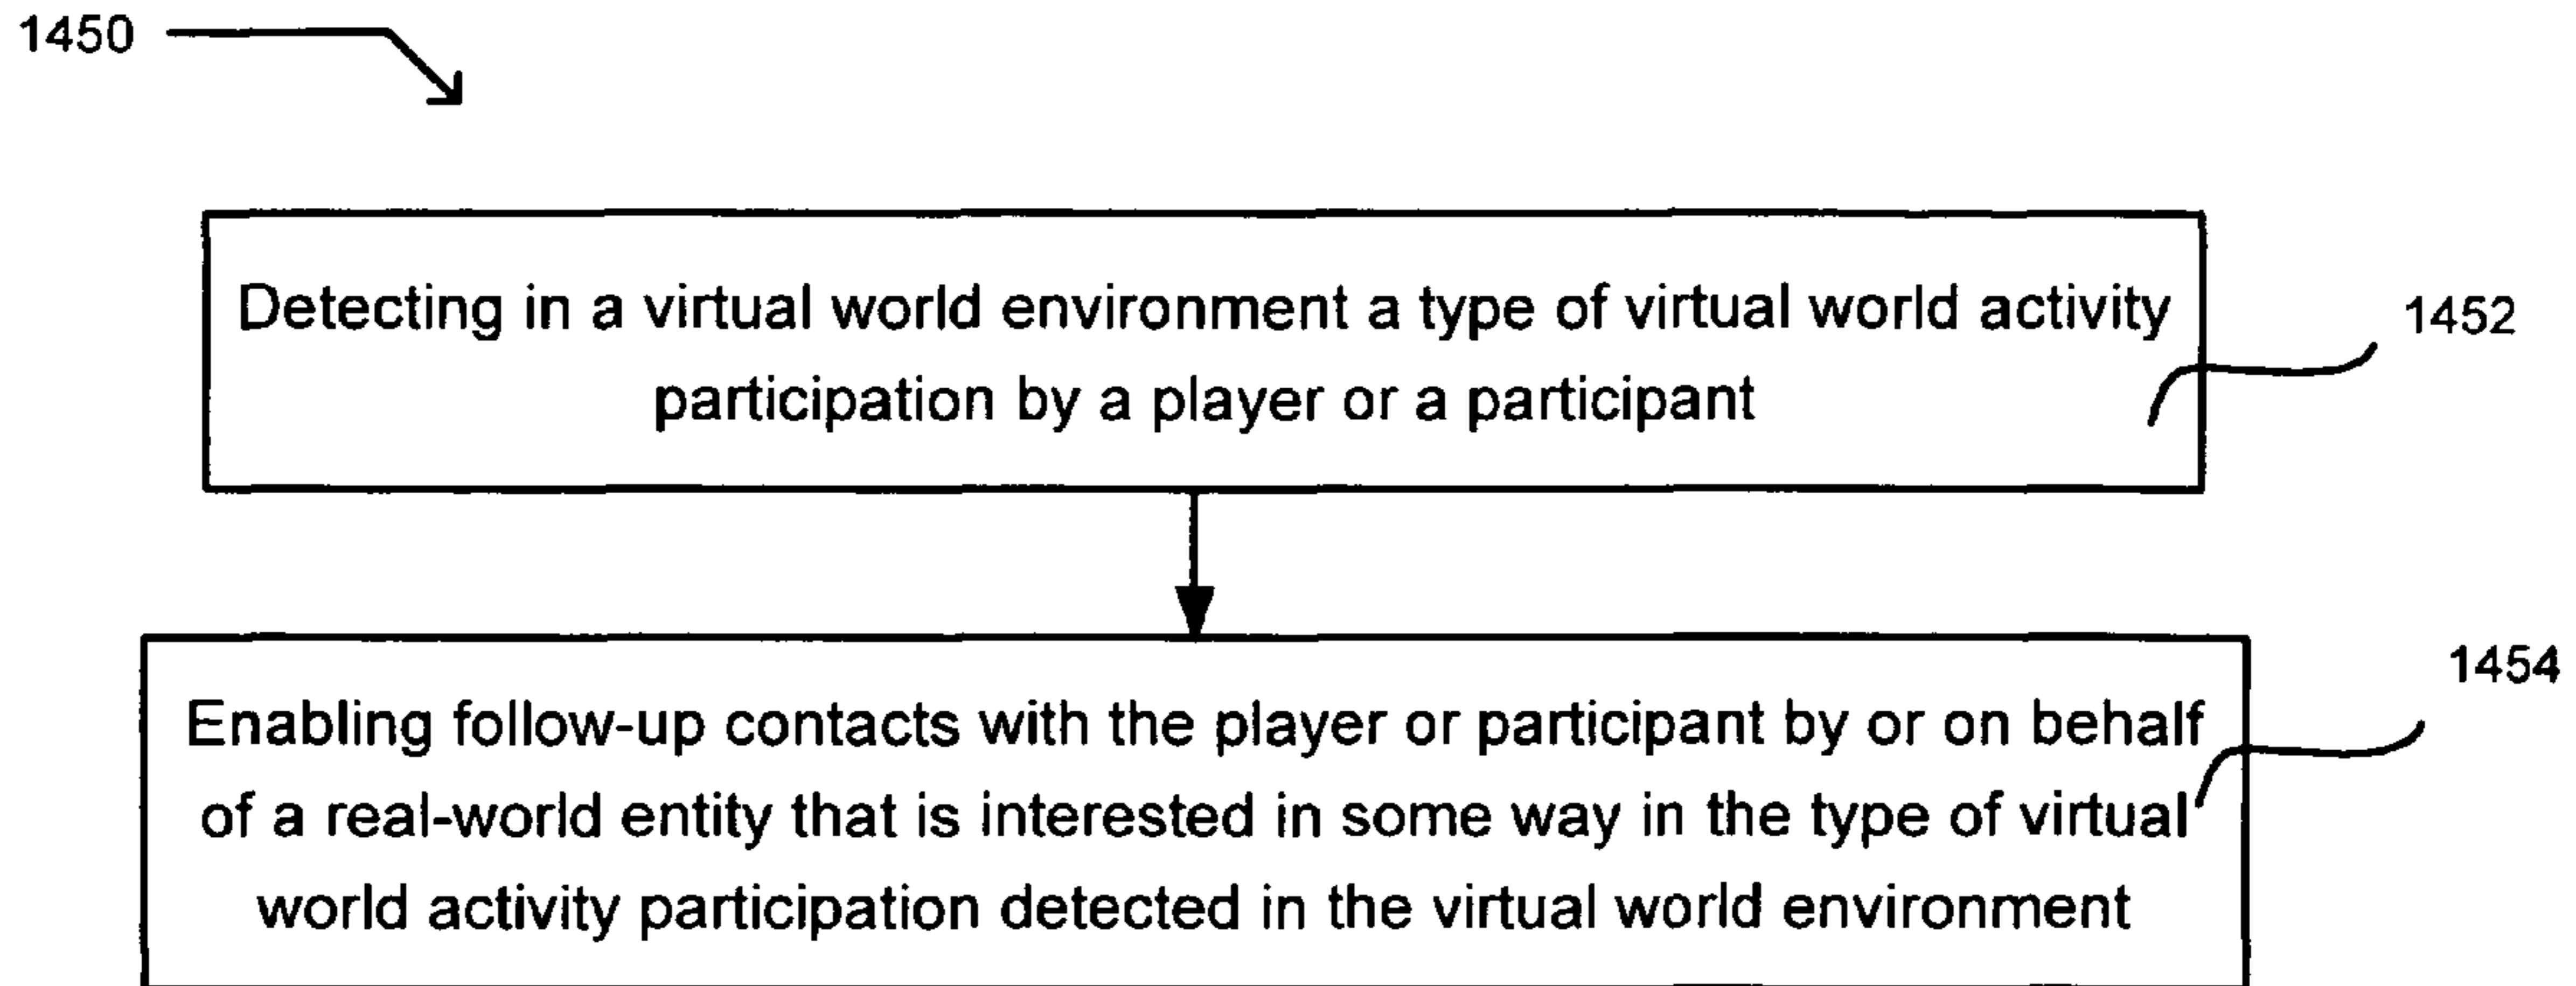 1450
Detecting in a virtual world environment a type of virtual world activity
participation by a player or a participant
1452
1454
Enabling follow-up contacts with the player or participant by or on behalf
of a real-world entity that is interested in some way in the type of virtual
world activity participation detected in the virtual world environment